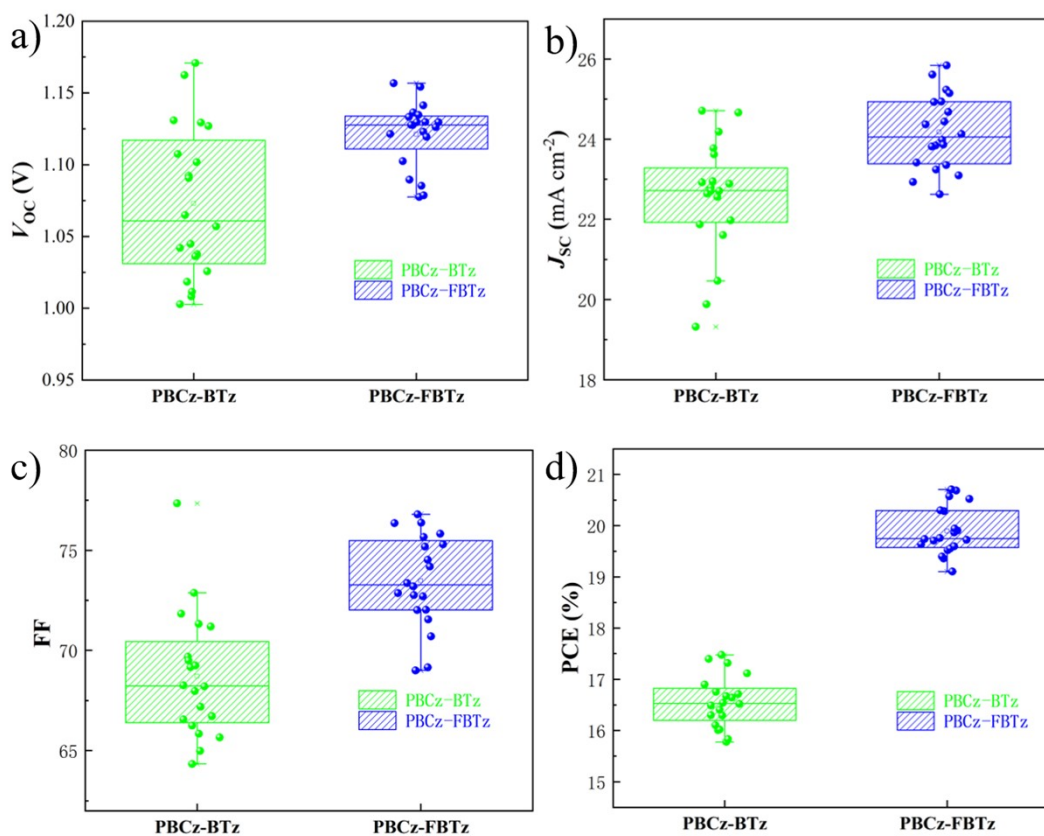 a)
1.20
1.15
1.10
1.05
1.00
0.95
V_OC (V)
PBCz-BTz
PBCz-FBTz
PBCz-BTz
PBCz-FBTz
b)
26
24
22
20
18
J_SC (mA cm⁻²)
PBCz-BTz
PBCz-FBTz
PBCz-BTz
PBCz-FBTz
c)
80
75
70
65
FF
PBCz-BTz
PBCz-FBTz
PBCz-BTz
PBCz-FBTz
d)
21
20
19
18
17
16
15
PCE (%)
PBCz-BTz
PBCz-FBTz
PBCz-BTz
PBCz-FBTz